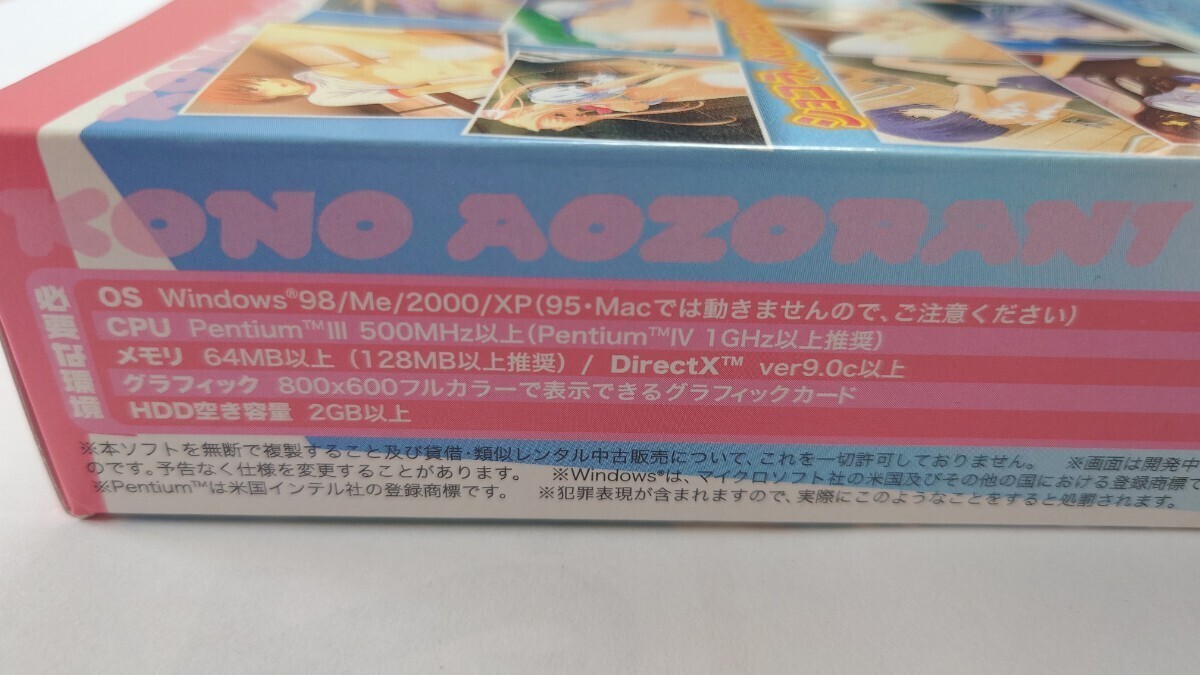 KONO AOZORANI
必要な環境
OS Windows®98/Me/2000/XP(95・Macでは動きませんので、ご注意ください)
CPU Pentium™III 500MHz以上(Pentium™IV 1GHz以上推奨)
メモリ 64MB以上(128MB以上推奨) / DirectX™ ver9.0c以上
グラフィック 800x600フルカラーで表示できるグラフィックカード
HDD空き容量 2GB以上
※本ソフトを無断で複製すること及び賃借・類似レンタル中古販売について、これを一切許可しておりません。 ※画面は開発中
のです。予告なく仕様を変更することがあります。 ※Windows®は、マイクロソフト社の米国及びその他の国における登録商標で
※Pentium™は米国インテル社の登録商標です。 ※犯罪表現が含まれますので、実際にこのようなことをすると処罰されます。